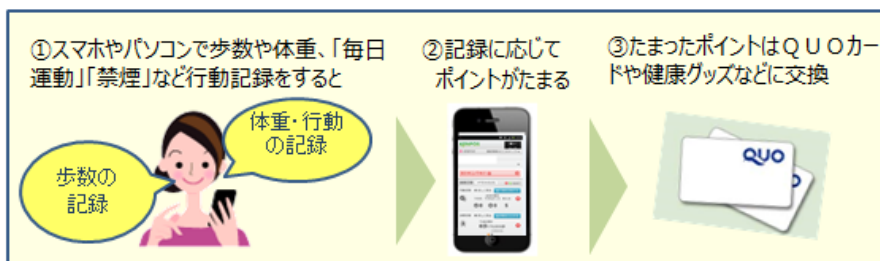 ①スマホやパソコンで歩数や体重、「毎日
運動」「禁煙」など行動記録をすると
②記録に応じて
ポイントがたまる
③たまったポイントはＱＵＯカー
ドや健康グッズなどに交換
体重・行動
の記録
歩数の
記録
QUO